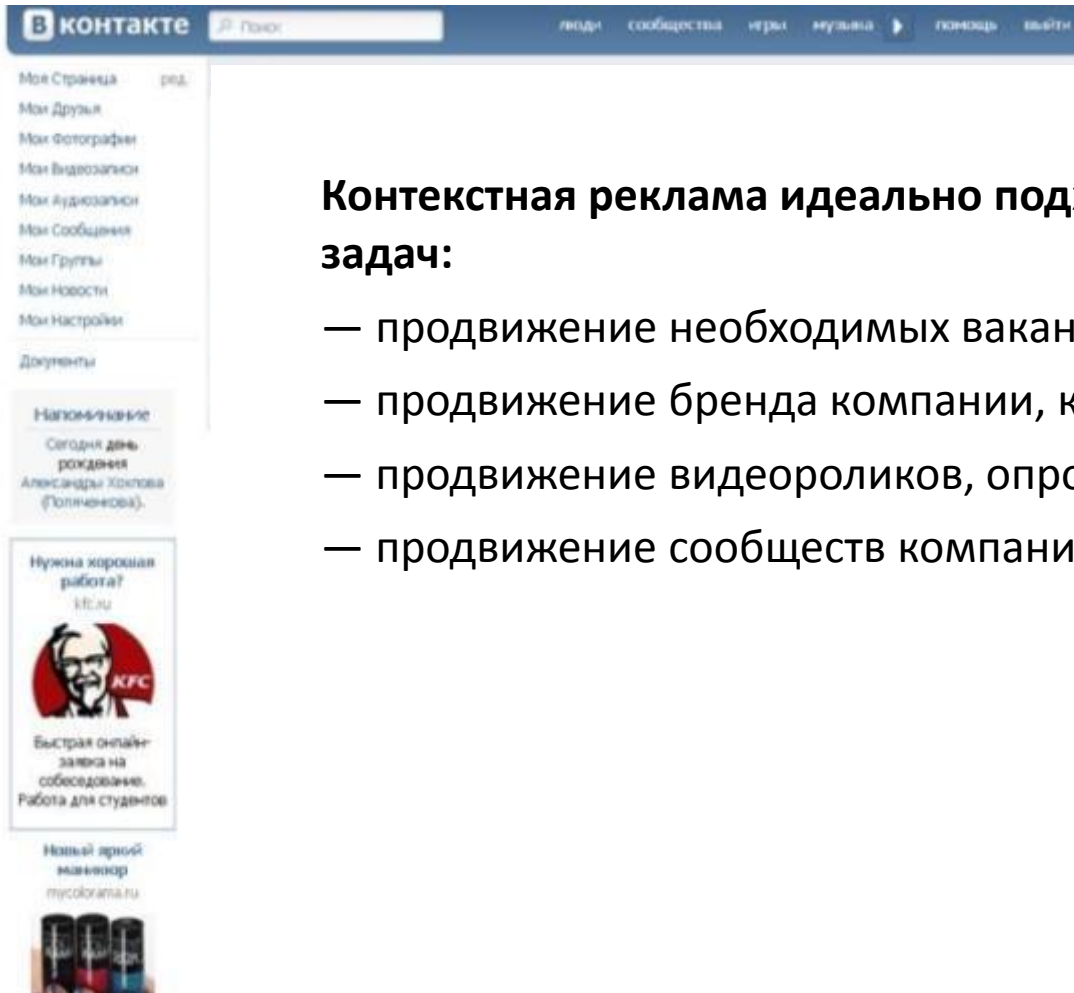 В контакте
Поиск
люди сообщества игры музыка помощь выйти
Моя Страница ред.
Мои Друзья
Мои Фотографии
Мои Видеозаписи
Мои Аудиозаписи
Мои Сообщения
Мои Группы
Мои Новости
Мои Настройки
Документы
Напоминание
Сегодня день
рождения
Александры Хохлова
(Поляченкова).
Нужна хорошая
работа?
kfc.ru
KFC
Быстрая онлайн-
заявка на
собеседование.
Работа для студентов
Новый яркий
маникюр
mycolorama.ru
Контекстная реклама идеально под
задач:
— продвижение необходимых вакан
— продвижение бренда компании, к
— продвижение видеороликов, опро
— продвижение сообществ компани